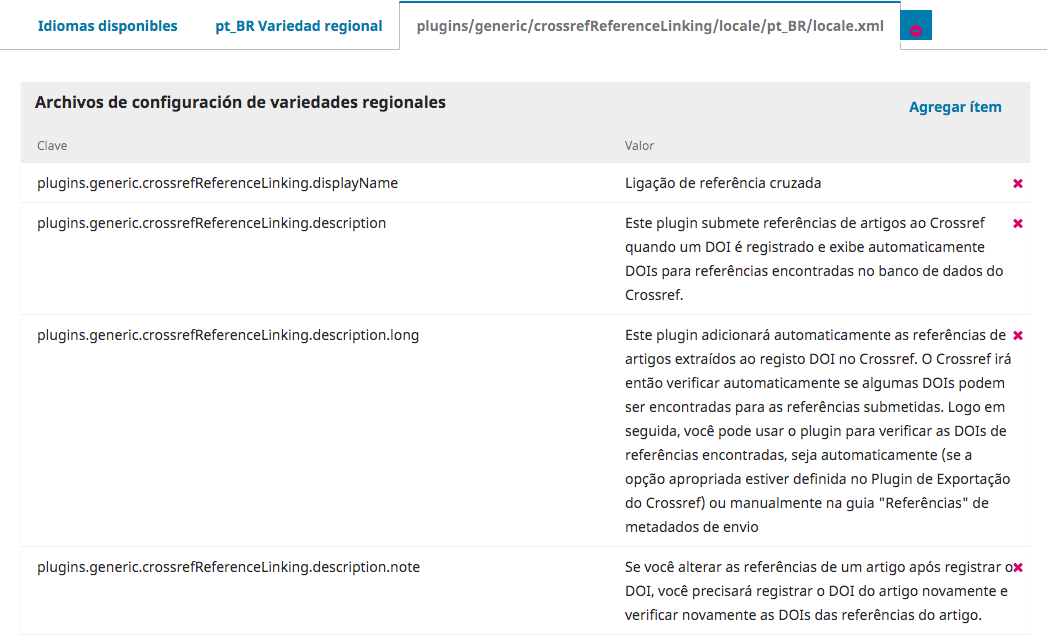 Idiomas disponibles
pt_BR Variedad regional
plugins/generic/crossrefReferenceLinking/locale/pt_BR/locale.xml
Archivos de configuración de variedades regionales
Agregar ítem
Clave
Valor
plugins.generic.crossrefReferenceLinking.displayName
Ligação de referência cruzada
plugins.generic.crossrefReferenceLinking.description
Este plugin submete referências de artigos ao Crossref
quando um DOI é registrado e exibe automaticamente
DOIs para referências encontradas no banco de dados do
Crossref.
plugins.generic.crossrefReferenceLinking.description.long
Este plugin adicionará automaticamente as referências de
artigos extraídos ao registo DOI no Crossref. O Crossref irá
então verificar automaticamente se algumas DOIs podem
ser encontradas para as referências submetidas. Logo em
seguida, você pode usar o plugin para verificar as DOIs de
referências encontradas, seja automaticamente (se a
opção apropriada estiver definida no Plugin de Exportação
do Crossref) ou manualmente na guia "Referências" de
metadados de envio
plugins.generic.crossrefReferenceLinking.description.note
Se você alterar as referências de um artigo após registrar o
DOI, você precisará registrar o DOI do artigo novamente e
verificar novamente as DOIs das referências do artigo.